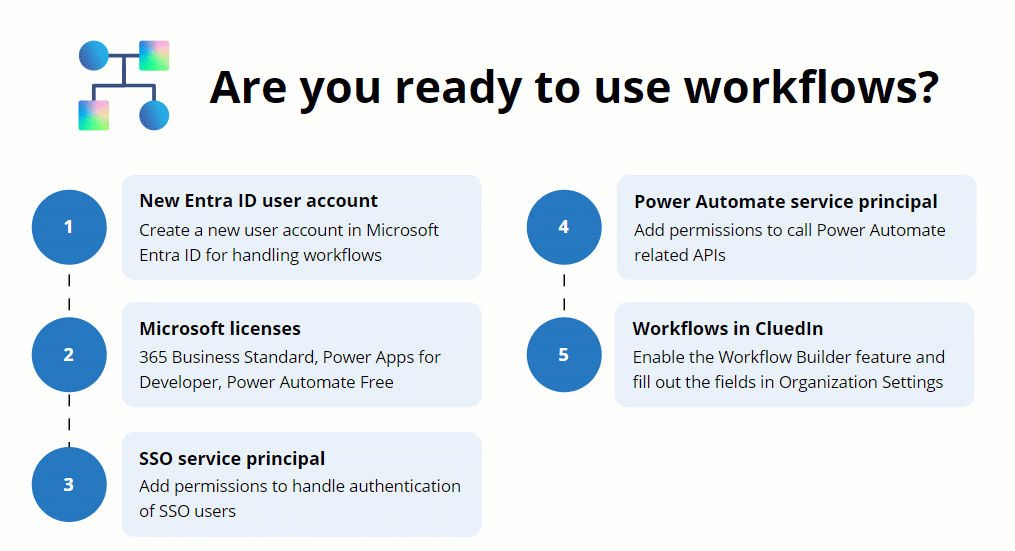 Are you ready to use workflows?
1
New Entra ID user account
Create a new user account in Microsoft
Entra ID for handling workflows
2
Microsoft licenses
365 Business Standard, Power Apps for
Developer, Power Automate Free
3
SSO service principal
Add permissions to handle authentication
of SSO users
4
Power Automate service principal
Add permissions to call Power Automate
related APIs
5
Workflows in CluedIn
Enable the Workflow Builder feature and
fill out the fields in Organization Settings